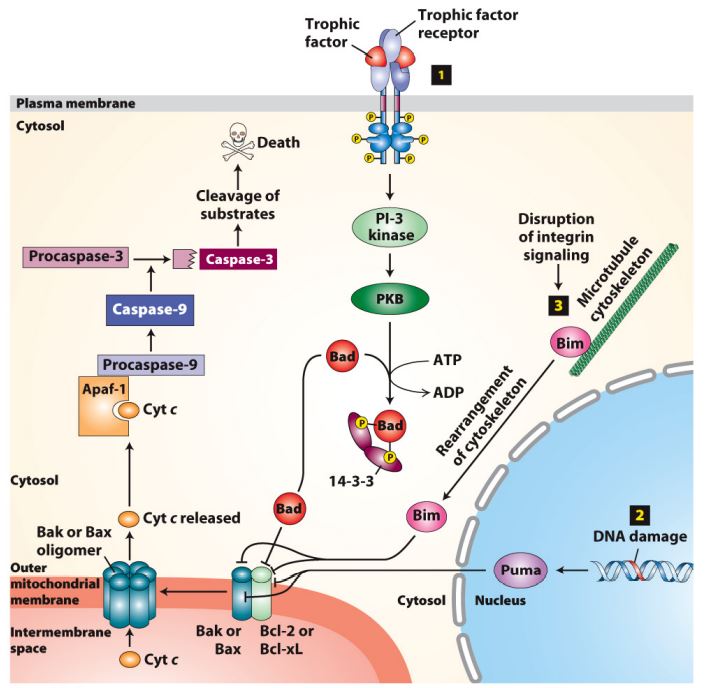 Trophic
factor
Trophic factor
receptor
1
Plasma membrane
Cytosol
P
P
P
P
P
P
Death
Cleavage of
substrates
PI-3
kinase
Disruption
of integrin
signaling
Microtubule
cytoskeleton
Procaspase-3
Caspase-3
PKB
3
Caspase-9
Bim
Procaspase-9
Bad
ATP
ADP
Apaf-1
Cyt c
P
Bad
P
14-3-3
Rearrangement
of cytoskeleton
Cytosol
Bad
Bim
Cyt c released
Bak or Bax
oligomer
2
DNA damage
Outer
mitochondrial
membrane
Puma
Cytosol
Nucleus
Intermembrane
space
Bak or
Bax
Bcl-2 or
Bcl-xL
Cyt c